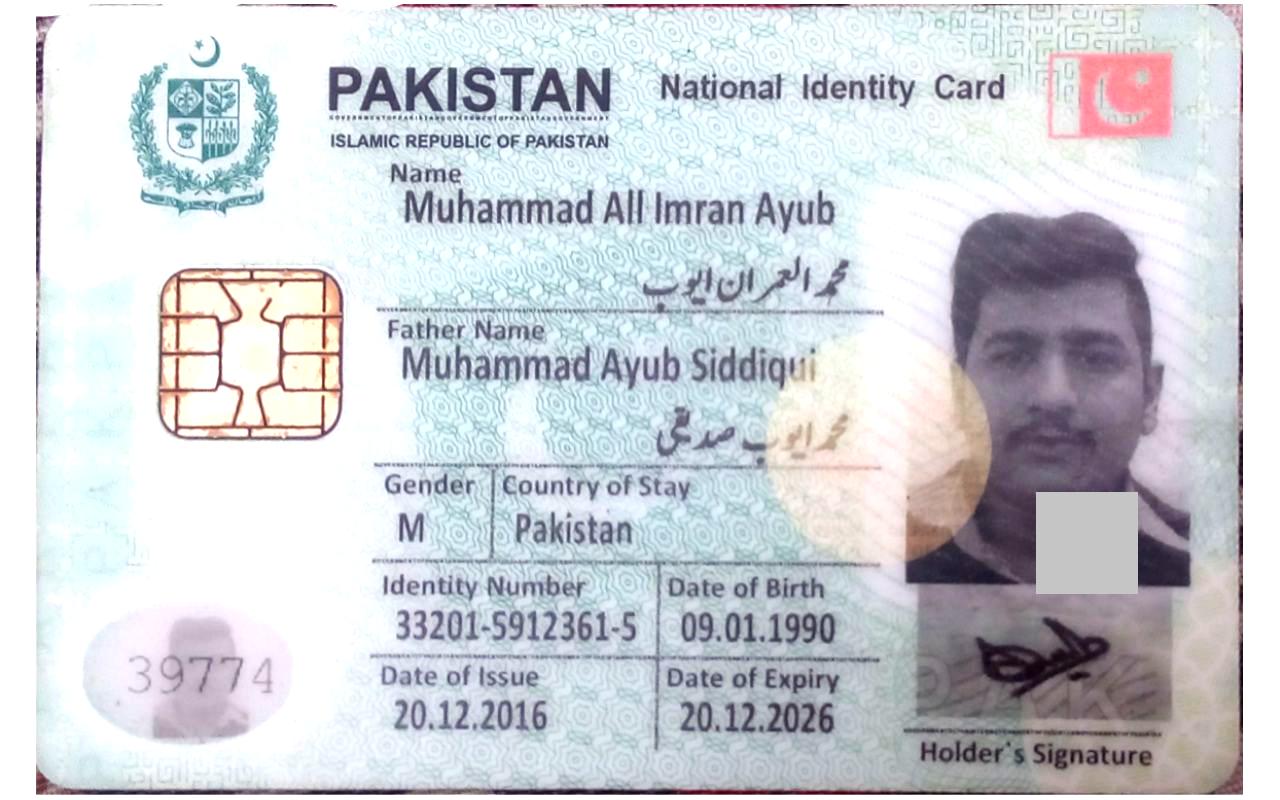 PAKISTAN National Identity Card
ISLAMIC REPUBLIC OF PAKISTAN
Name
Muhammad All Imran Ayub
محمد العمران ایوب
Father Name
Muhammad Ayub Siddiqui
محمد ایوب صدیقی
Gender Country of Stay
M Pakistan
Identity Number Date of Birth
33201-5912361-5 09.01.1990
Date of Issue Date of Expiry
20.12.2016 20.12.2026
39774
Holder's Signature